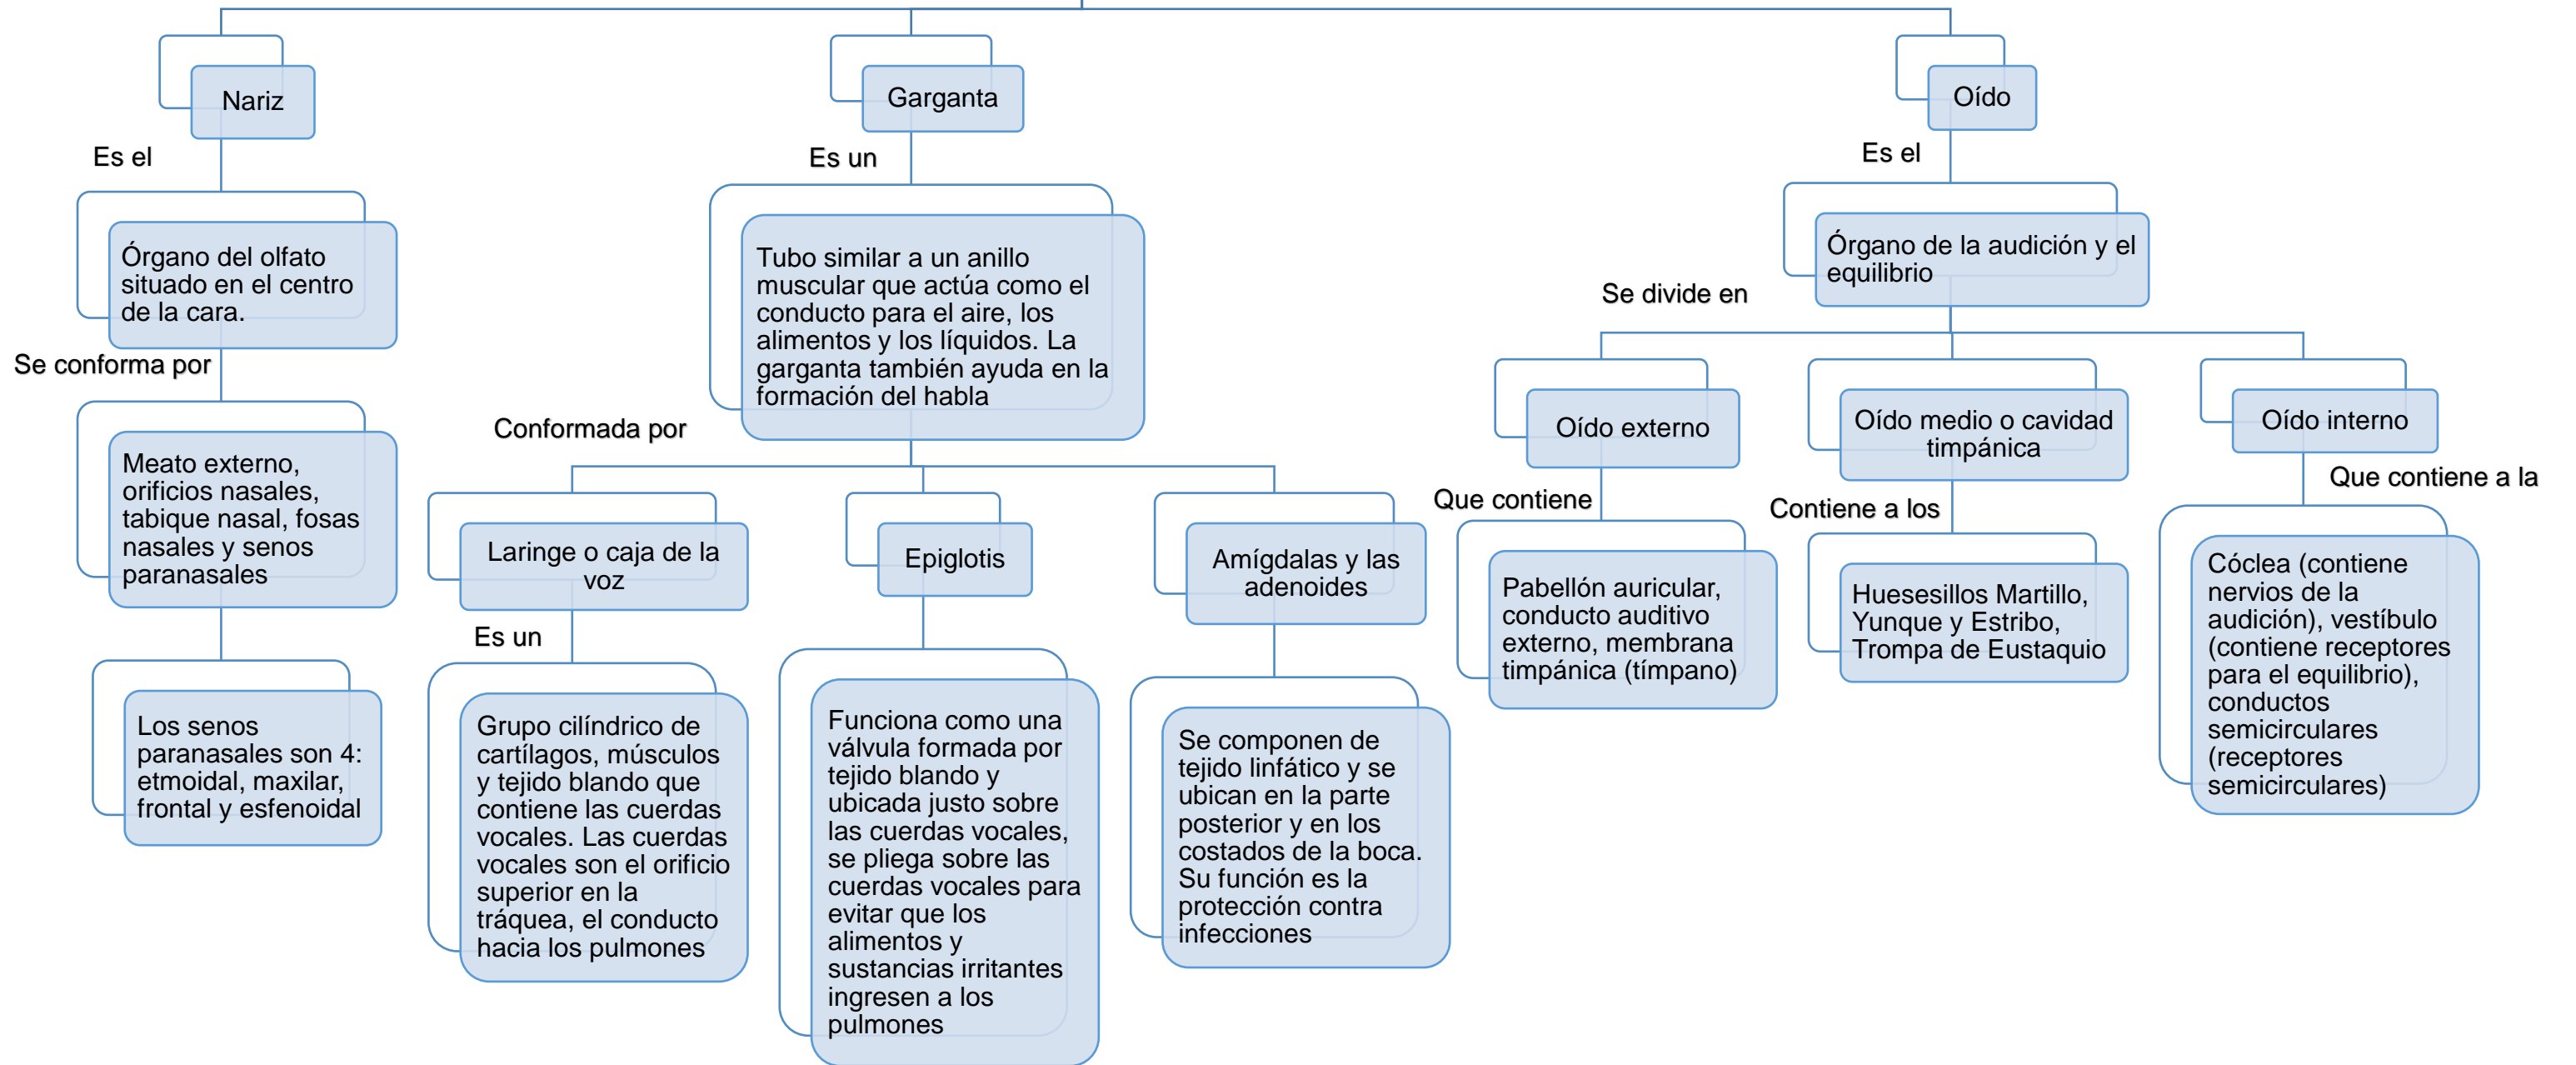 Nariz
Es el
Órgano del olfato
situado en el centro
de la cara.
Se conforma por
Meato externo,
orificios nasales,
tabique nasal, fosas
nasales y senos
paranasales
Los senos
paranasales son 4:
etmoidal, maxilar,
frontal y esfenoidal
Garganta
Es un
Tubo similar a un anillo
muscular que actúa como el
conducto para el aire, los
alimentos y los líquidos. La
garganta también ayuda en la
formación del habla
Conformada por
Laringe o caja de la
voz
Es un
Grupo cilíndrico de
cartílagos, músculos
y tejido blando que
contiene las cuerdas
vocales. Las cuerdas
vocales son el orificio
superior en la
tráquea, el conducto
hacia los pulmones
Epiglotis
Funciona como una
válvula formada por
tejido blando y
ubicada justo sobre
las cuerdas vocales,
se pliega sobre las
cuerdas vocales para
evitar que los
alimentos y
sustancias irritantes
ingresen a los
pulmones
Amígdalas y las
adenoides
Se componen de
tejido linfático y se
ubican en la parte
posterior y en los
costados de la boca.
Su función es la
protección contra
infecciones
Oído
Es el
Órgano de la audición y el
equilibrio
Se divide en
Oído externo
Que contiene
Pabellón auricular,
conducto auditivo
externo, membrana
timpánica (tímpano)
Oído medio o cavidad
timpánica
Contiene a los
Huesesillos Martillo,
Yunque y Estribo,
Trompa de Eustaquio
Oído interno
Que contiene a la
Cóclea (contiene
nervios de la
audición), vestíbulo
(contiene receptores
para el equilibrio),
conductos
semicirculares
(receptores
semicirculares)